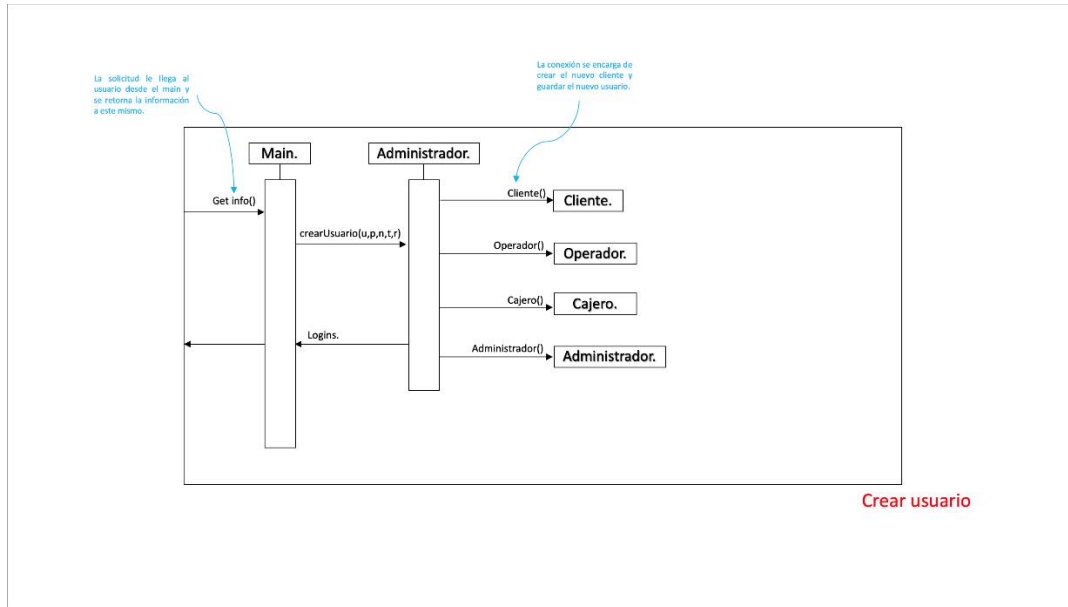 La solicitud le llega al
usuario desde el main y
se retorna la información
a este mismo.
La conexión se encarga de
crear el nuevo cliente y
guardar el nuevo usuario.
Main.
Administrador.
Get info()
Cliente()
Cliente.
crearUsuario(u,p,n,t,r)
Operador()
Operador.
Cajero()
Cajero.
Logins.
Administrador()
Administrador.
Crear usuario